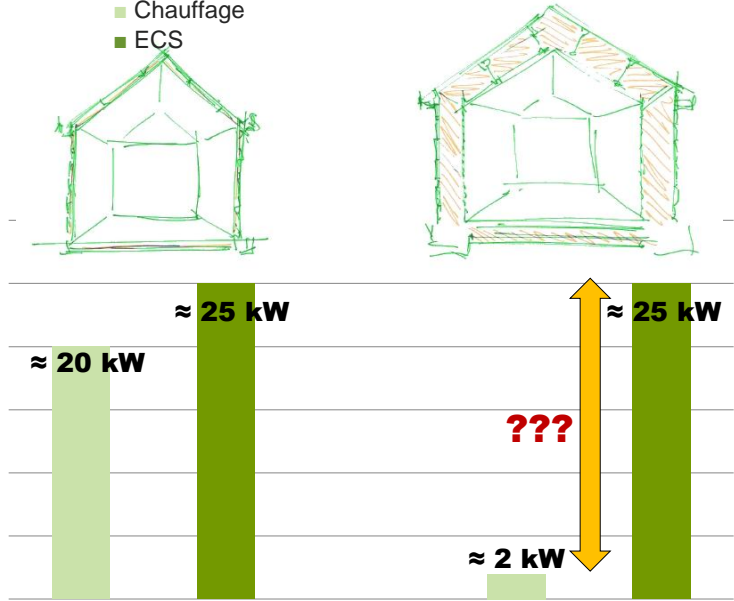 Chauffage
ECS
≈ 25 kW
≈ 25 kW
≈ 20 kW
???
≈ 2 kW